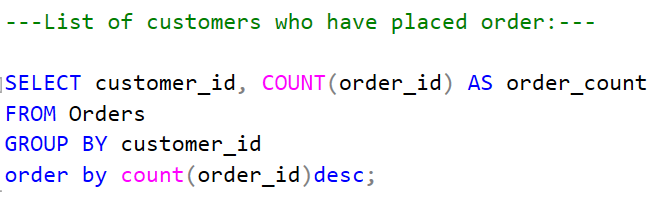 ---List of customers who have placed order:---
SELECT customer_id, COUNT(order_id) AS order_count
FROM Orders
GROUP BY customer_id
order by count(order_id)desc;